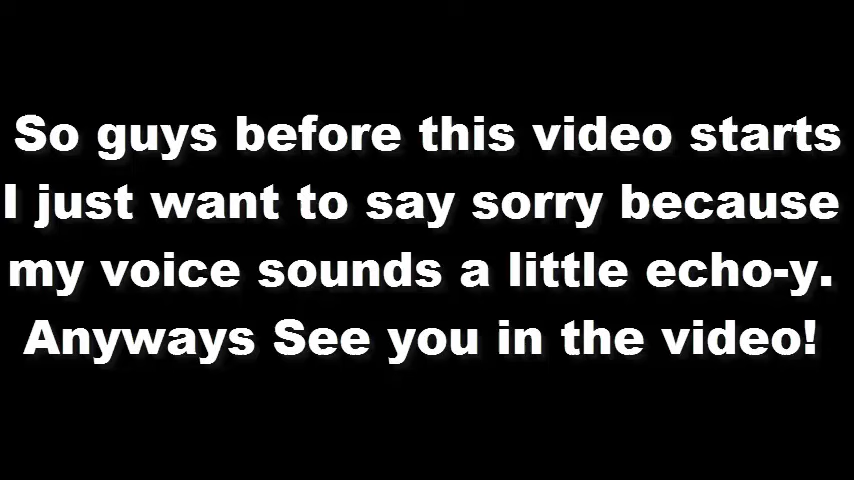 So guys before this video starts
I just want to say sorry because
my voice sounds a little echo-y.
Anyways See you in the video!